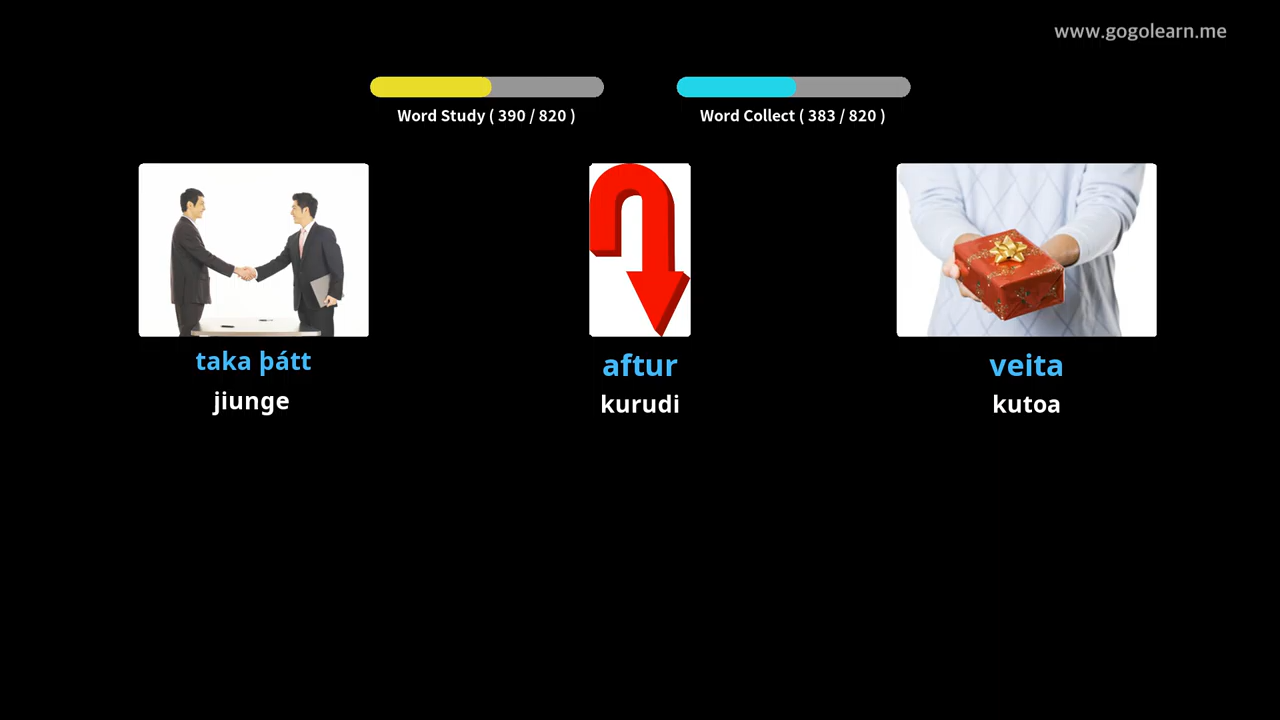 www.gogolearn.me
Word Study ( 390 / 820 )
Word Collect ( 383 / 820 )
taka þátt
jiunge
aftur
kurudi
veita
kutoa